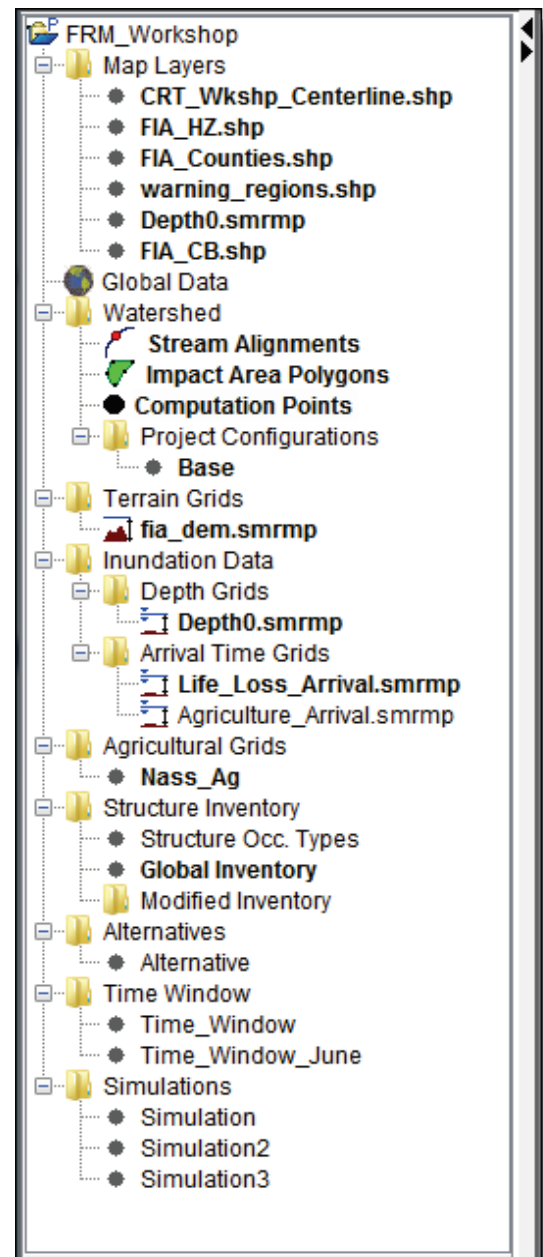 FRM_Workshop
Map Layers
CRT_Wkshp_Centerline.shp
FIA_HZ.shp
FIA_Counties.shp
warning_regions.shp
Depth0.smrmp
FIA_CB.shp
Global Data
Watershed
Stream Alignments
Impact Area Polygons
Computation Points
Project Configurations
Base
Terrain Grids
fia_dem.smrmp
Inundation Data
Depth Grids
Depth0.smrmp
Arrival Time Grids
Life_Loss_Arrival.smrmp
Agriculture_Arrival.smrmp
Agricultural Grids
Nass_Ag
Structure Inventory
Structure Occ. Types
Global Inventory
Modified Inventory
Alternatives
Alternative
Time Window
Time_Window
Time_Window_June
Simulations
Simulation
Simulation2
Simulation3